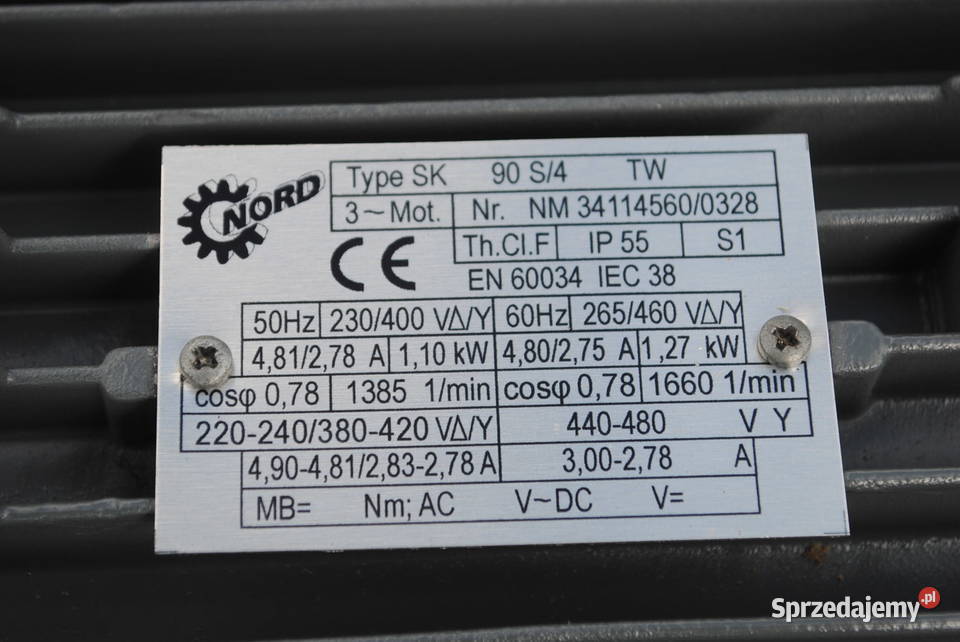 NORD
Type SK 90 S/4 TW
3~Mot. Nr. NM 34114560/0328
Th.Cl.F IP 55 S1
CE
EN 60034 IEC 38
50Hz 230/400 VΔ/Y 60Hz 265/460 VΔ/Y
4,81/2,78 A 1,10 kW 4,80/2,75 A 1,27 kW
cosφ 0,78 1385 1/min cosφ 0,78 1660 1/min
220-240/380-420 VΔ/Y 440-480 V Y
4,90-4,81/2,83-2,78 A 3,00-2,78 A
MB= Nm; AC V~DC V=
Sprzedajemy.pl